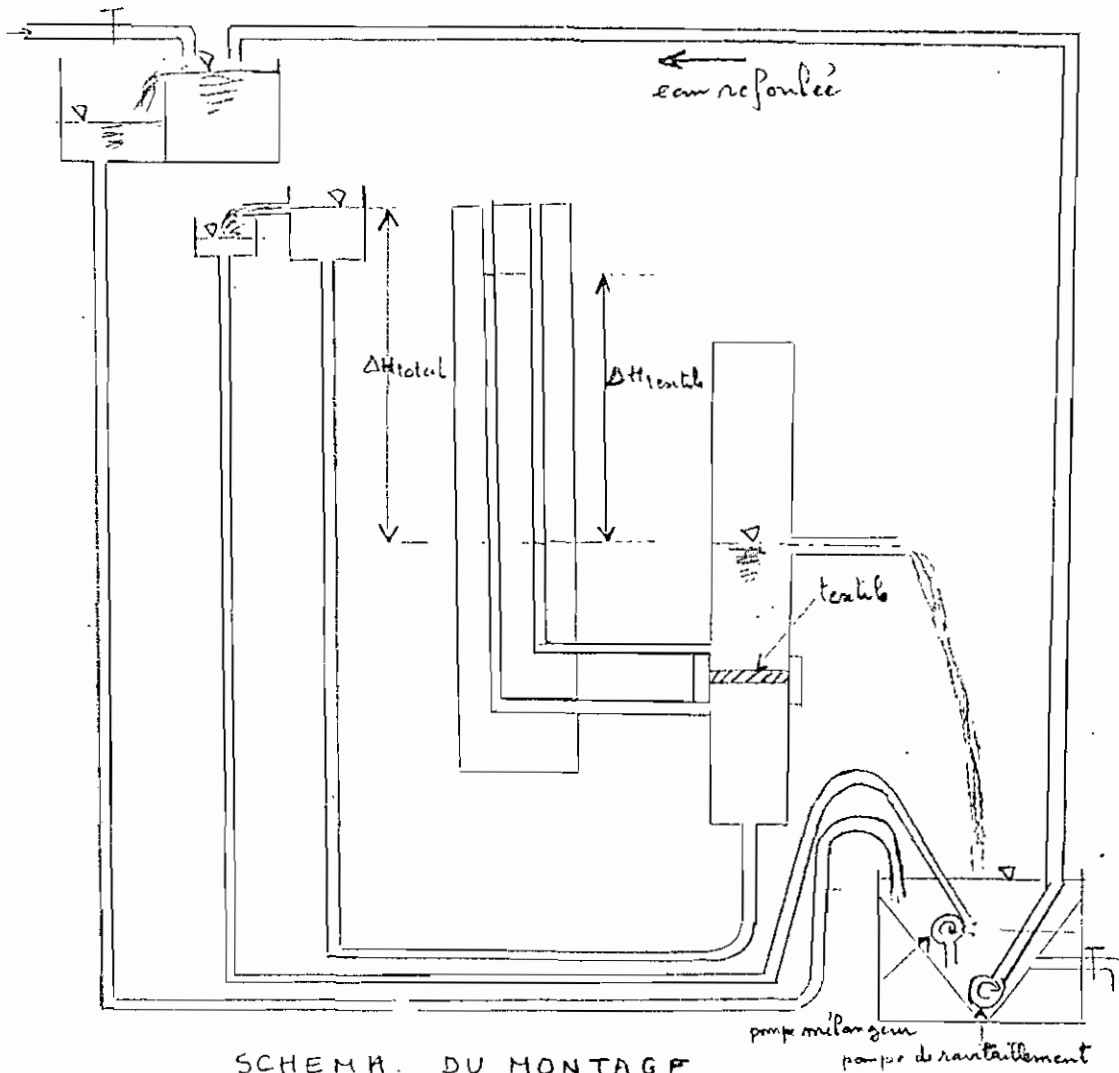 eau refoulée
ΔHtotal
ΔHtextile
textile
pompe mélangeur
pompe de ravitaillement
SCHEMA. DU MONTAGE